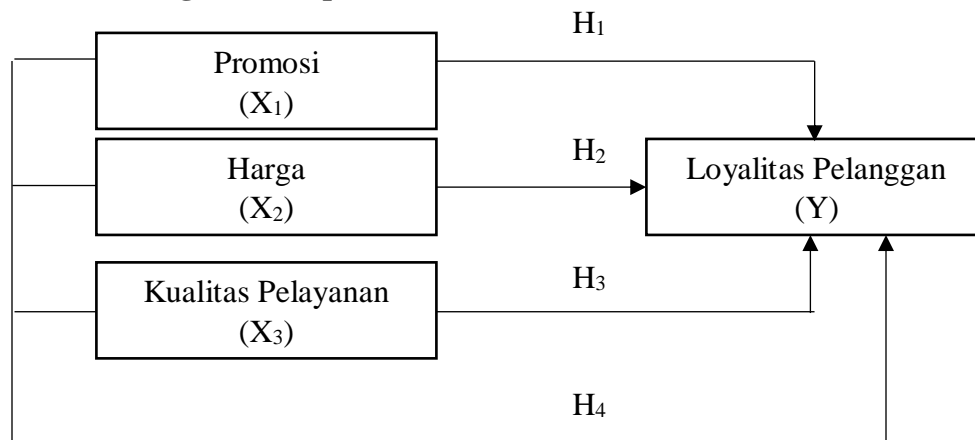 H₁
Promosi
(X₁)
H₂
Harga
(X₂)
Loyalitas Pelanggan
(Y)
H₃
Kualitas Pelayanan
(X₃)
H₄